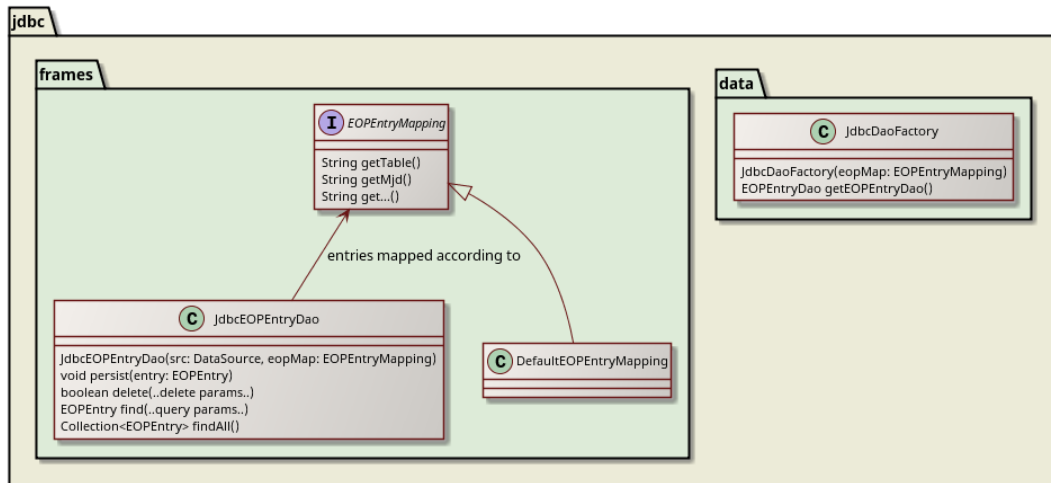 jdbc
frames
I EOPEntryMapping
String getTable()
String getMjd()
String get...()
entries mapped according to
C JdbcEOPEntryDao
JdbcEOPEntryDao(src: DataSource, eopMap: EOPEntryMapping)
void persist(entry: EOPEntry)
boolean delete(..delete params..)
EOPEntry find(..query params..)
Collection<EOPEntry> findAll()
C DefaultEOPEntryMapping
data
C JdbcDaoFactory
JdbcDaoFactory(eopMap: EOPEntryMapping)
EOPEntryDao getEOPEntryDao()